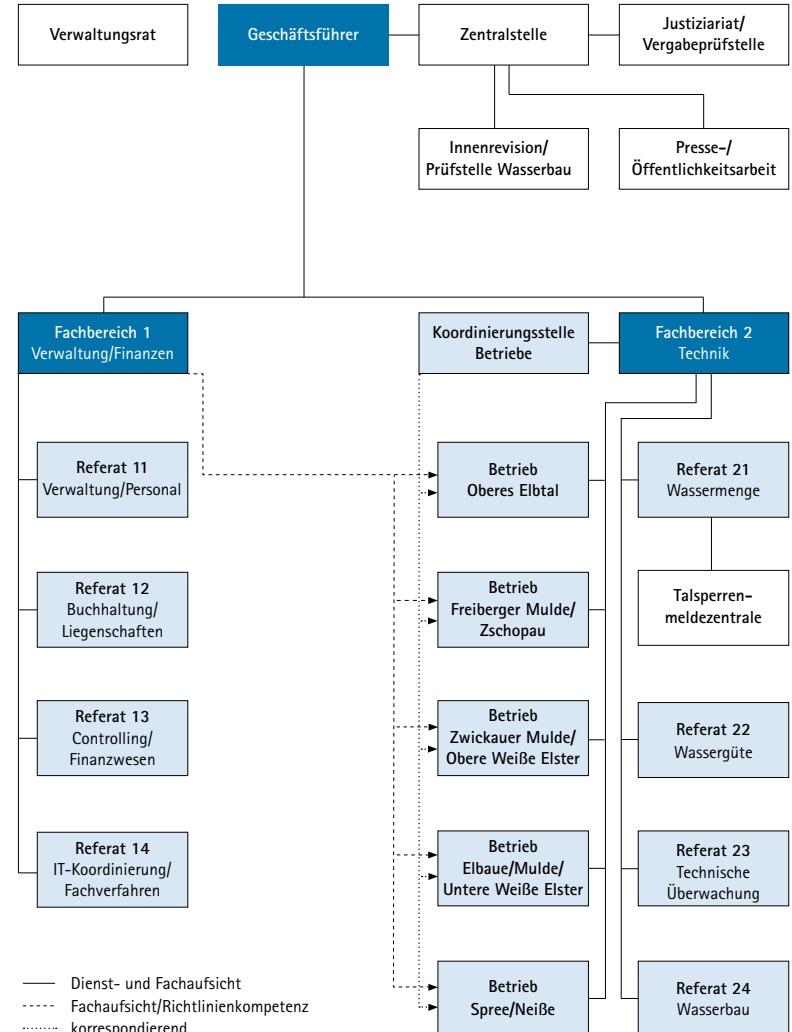 Verwaltungsrat
Geschäftsführer
Zentralstelle
Justiziariat/
Vergabeprüfstelle
Innenrevision/
Prüfstelle Wasserbau
Presse-/
Öffentlichkeitsarbeit
Fachbereich 1
Verwaltung/Finanzen
Koordinierungsstelle
Betriebe
Fachbereich 2
Technik
Referat 11
Verwaltung/Personal
Betrieb
Oberes Elbtal
Referat 21
Wassermenge
Referat 12
Buchhaltung/
Liegenschaften
Betrieb
Freiberger Mulde/
Zschopau
Talsperren-
meldezentrale
Referat 13
Controlling/
Finanzwesen
Betrieb
Zwickauer Mulde/
Obere Weiße Elster
Referat 22
Wassergüte
Referat 14
IT-Koordinierung/
Fachverfahren
Betrieb
Elbaue/Mulde/
Untere Weiße Elster
Referat 23
Technische
Überwachung
Betrieb
Spree/Neiße
Referat 24
Wasserbau
Dienst- und Fachaufsicht
Fachaufsicht/Richtlinienkompetenz
korrespondierend